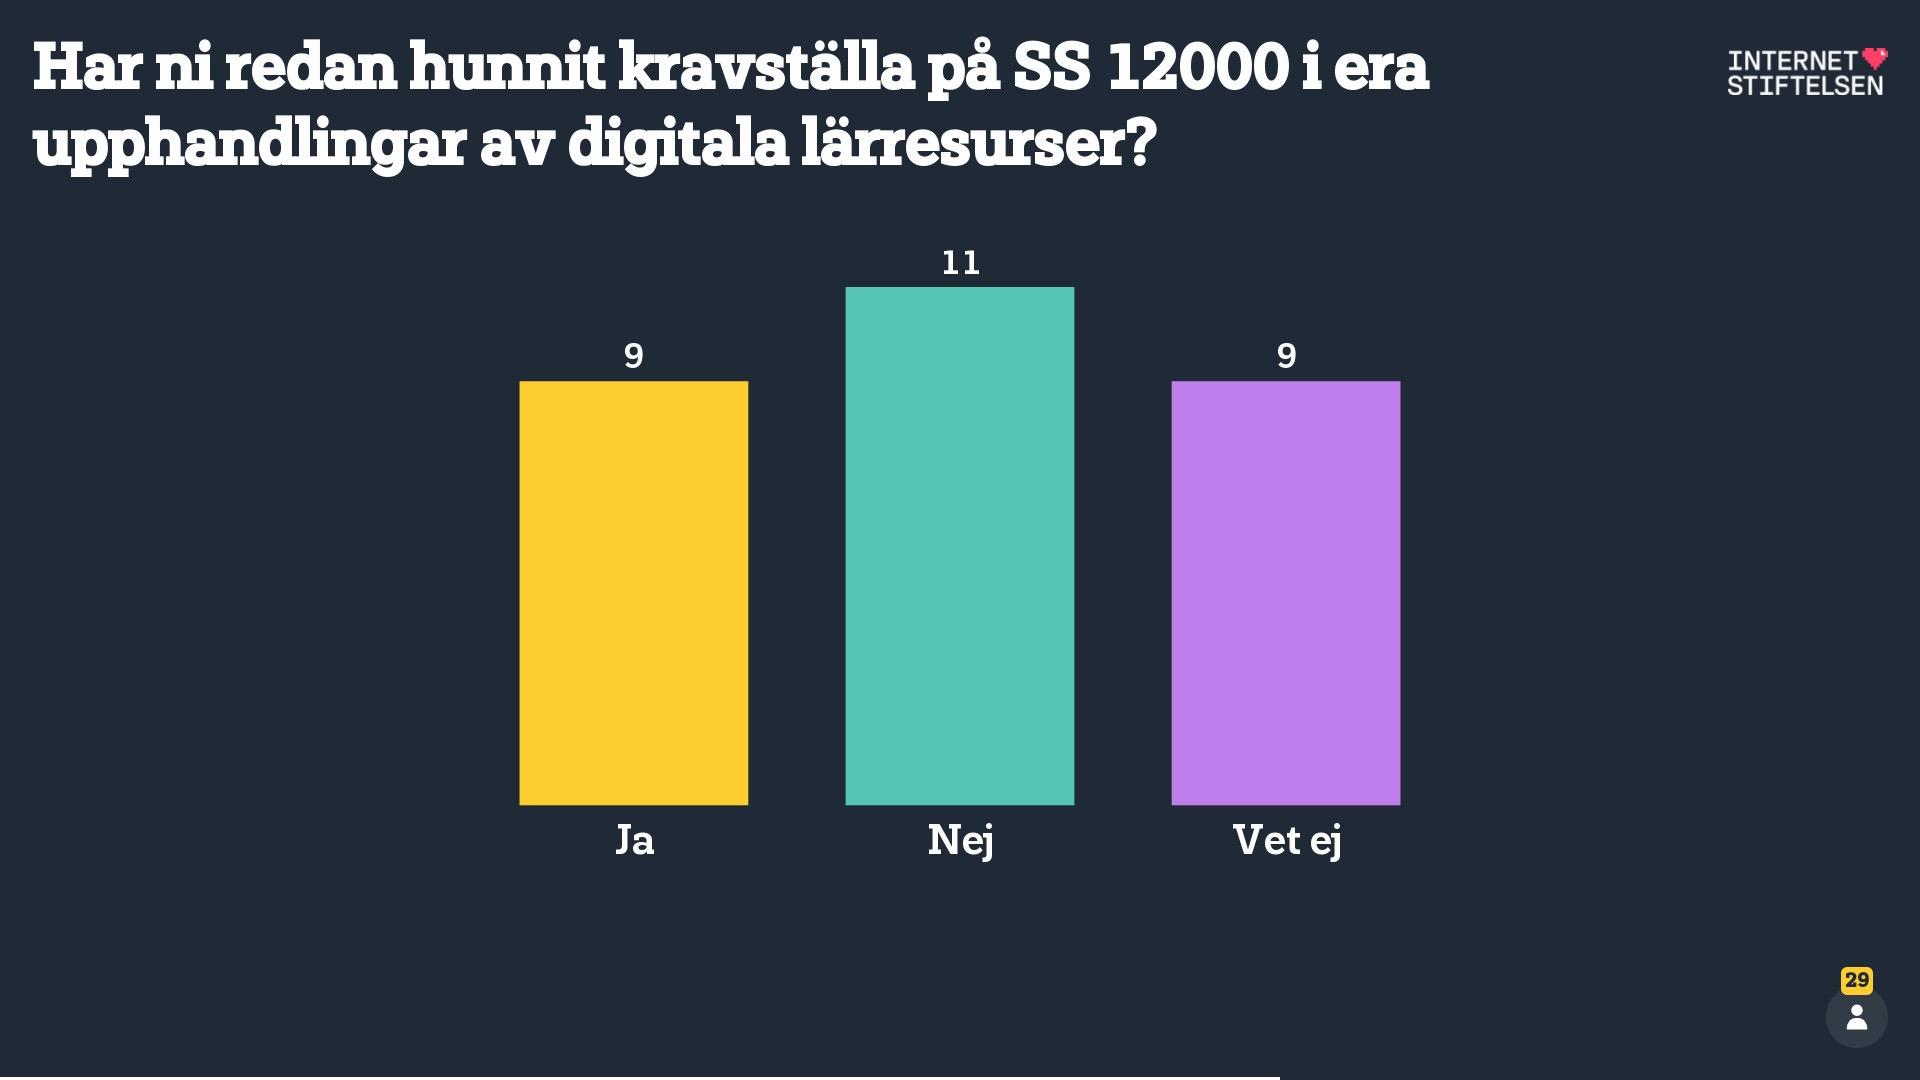 Har ni redan hunnit kravställa på SS 12000 i era
upphandlingar av digitala lärresurser?
INTERNET
STIFTELSEN
11
9
9
Ja
Nej
Vet ej
29